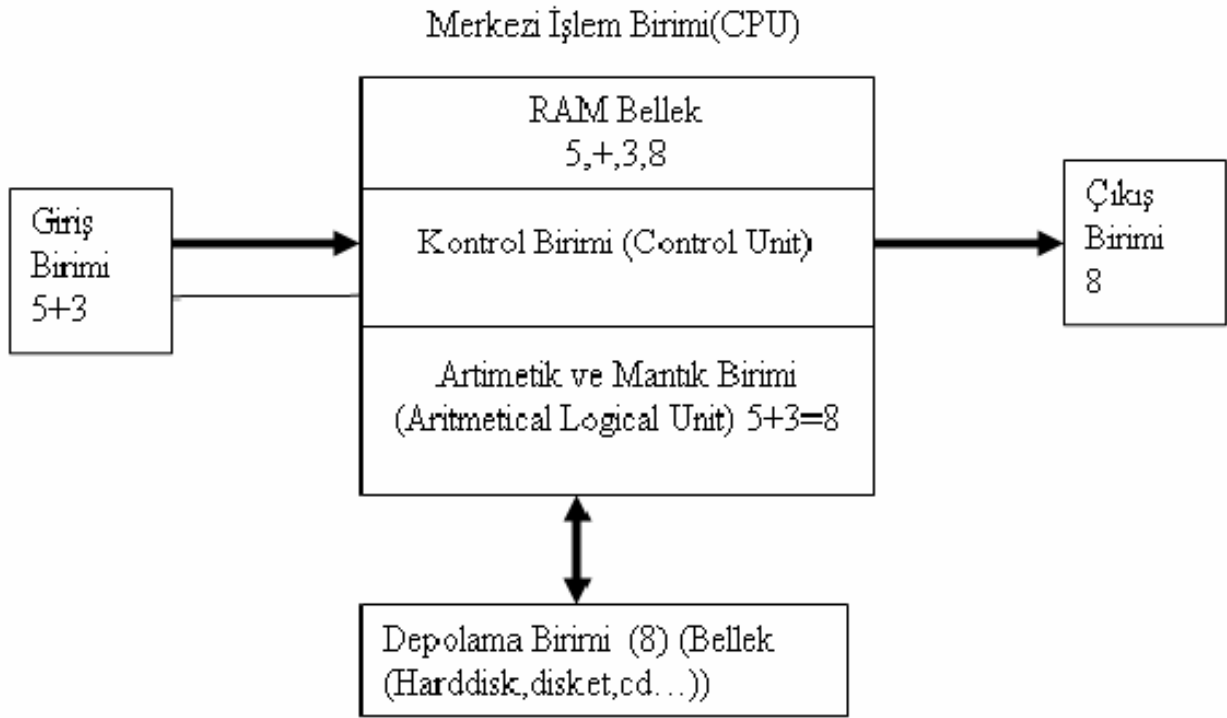 Merkezi İşlem Birimi(CPU)
RAM Bellek
5,+,3,8
Giriş
Birimi
5+3
Kontrol Birimi (Control Unit)
Çıkış
Birimi
8
Artimetik ve Mantık Birimi
(Aritmetical Logical Unit) 5+3=8
Depolama Birimi (8) (Bellek
(Harddisk,disket,cd...))